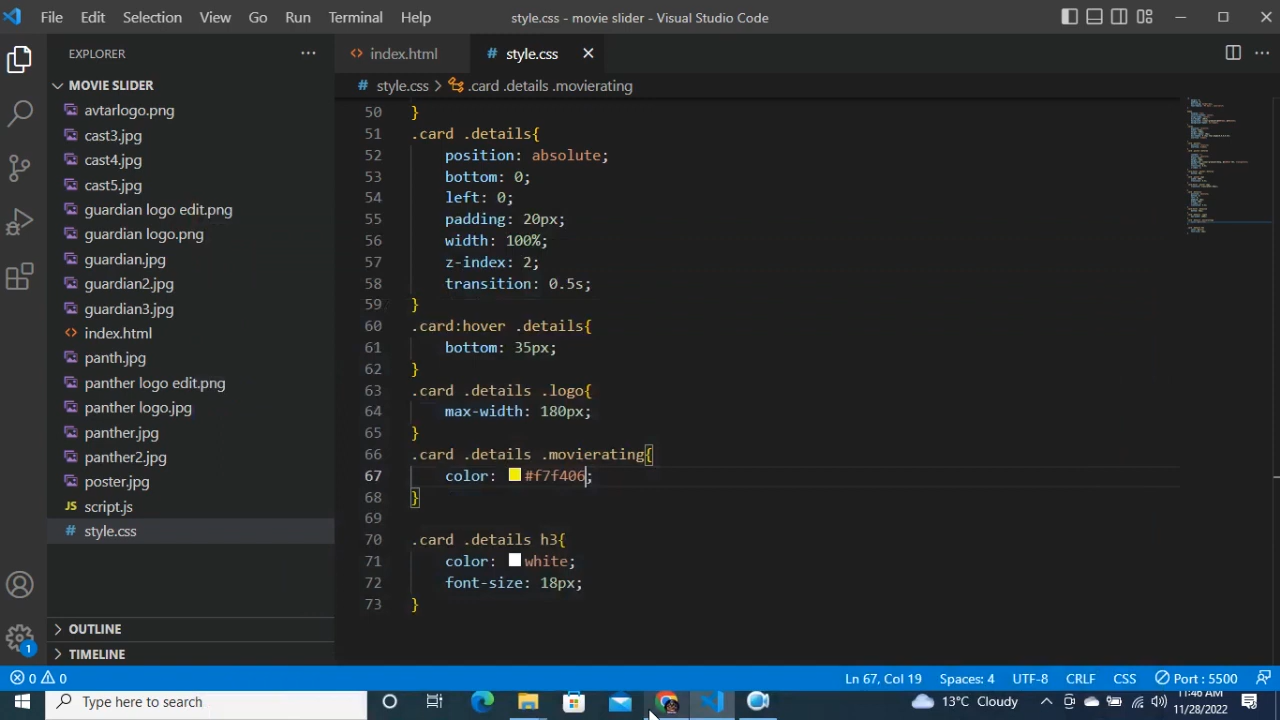 File Edit Selection View Go Run Terminal Help style.css - movie slider - Visual Studio Code
EXPLORER
MOVIE SLIDER
avtarlogo.png
cast3.jpg
cast4.jpg
cast5.jpg
guardian logo edit.png
guardian logo.png
guardian.jpg
guardian2.jpg
guardian3.jpg
index.html
panth.jpg
panther logo edit.png
panther logo.jpg
panther.jpg
panther2.jpg
poster.jpg
JS script.js
# style.css
OUTLINE
TIMELINE
1
<> index.html # style.css
# style.css > .card .details .movierating
50 }
51 .card .details{
52 position: absolute;
53 bottom: 0;
54 left: 0;
55 padding: 20px;
56 width: 100%;
57 z-index: 2;
58 transition: 0.5s;
59 }
60 .card:hover .details{
61 bottom: 35px;
62 }
63 .card .details .logo{
64 max-width: 180px;
65 }
66 .card .details .movierating{
67 color: #f7f406;
68 }
69
70 .card .details h3{
71 color: white;
72 font-size: 18px;
73 }
0 0 Ln 67, Col 19 Spaces: 4 UTF-8 CRLF CSS Port : 5500
Type here to search 13°C Cloudy 11:46 AM
11/28/2022